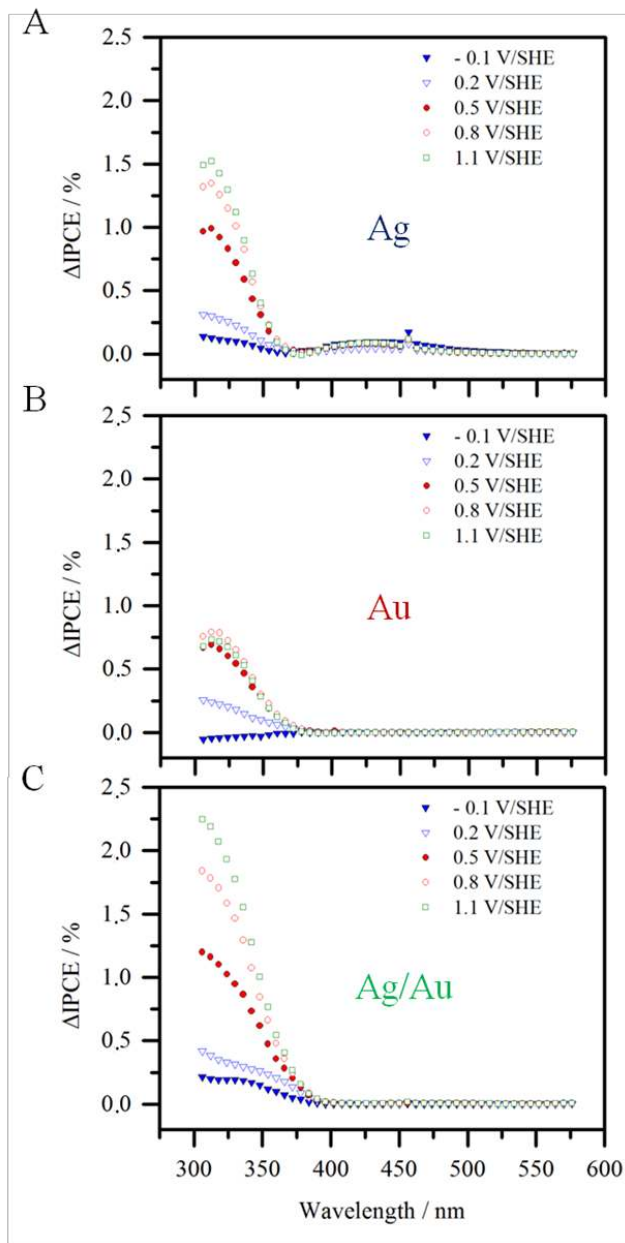 A
2.5
2.0
1.5
1.0
0.5
0.0
ΔIPCE / %
- 0.1 V/SHE
0.2 V/SHE
0.5 V/SHE
0.8 V/SHE
1.1 V/SHE
Ag
B
2.5
2.0
1.5
1.0
0.5
0.0
ΔIPCE / %
- 0.1 V/SHE
0.2 V/SHE
0.5 V/SHE
0.8 V/SHE
1.1 V/SHE
Au
C
2.5
2.0
1.5
1.0
0.5
0.0
ΔIPCE / %
- 0.1 V/SHE
0.2 V/SHE
0.5 V/SHE
0.8 V/SHE
1.1 V/SHE
Ag/Au
300 350 400 450 500 550 600
Wavelength / nm